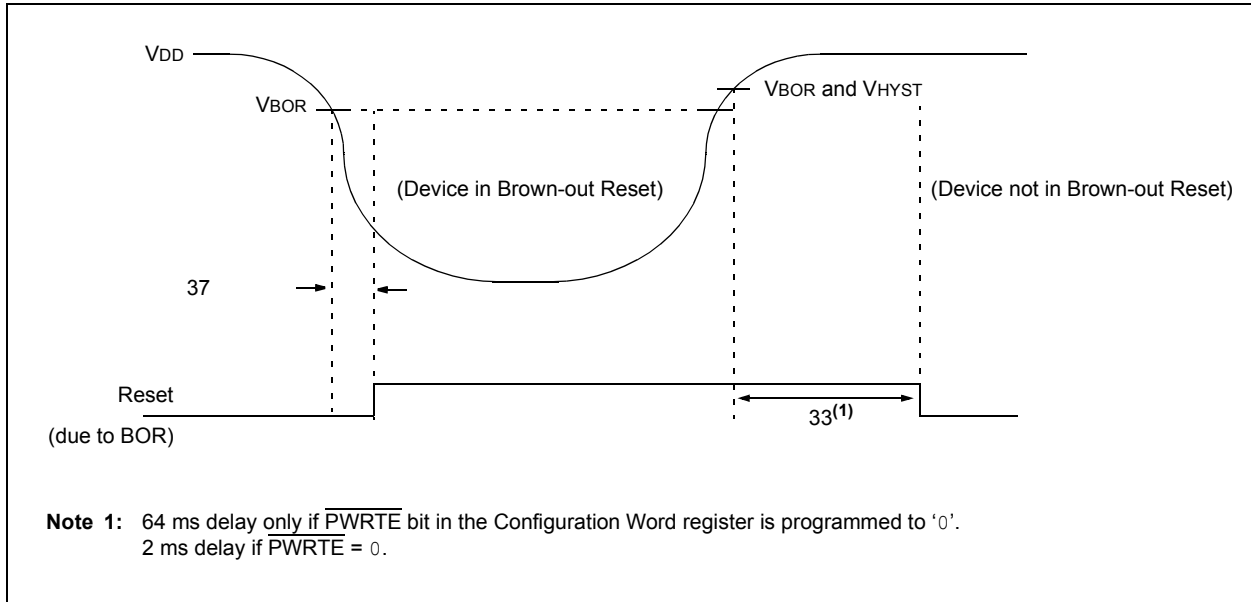 VDD
VBOR and VHYST
VBOR
(Device in Brown-out Reset)
(Device not in Brown-out Reset)
37
Reset
33(1)
(due to BOR)
Note 1: 64 ms delay only if PWRTE bit in the Configuration Word register is programmed to ‘0’.
2 ms delay if PWRTE = 0.